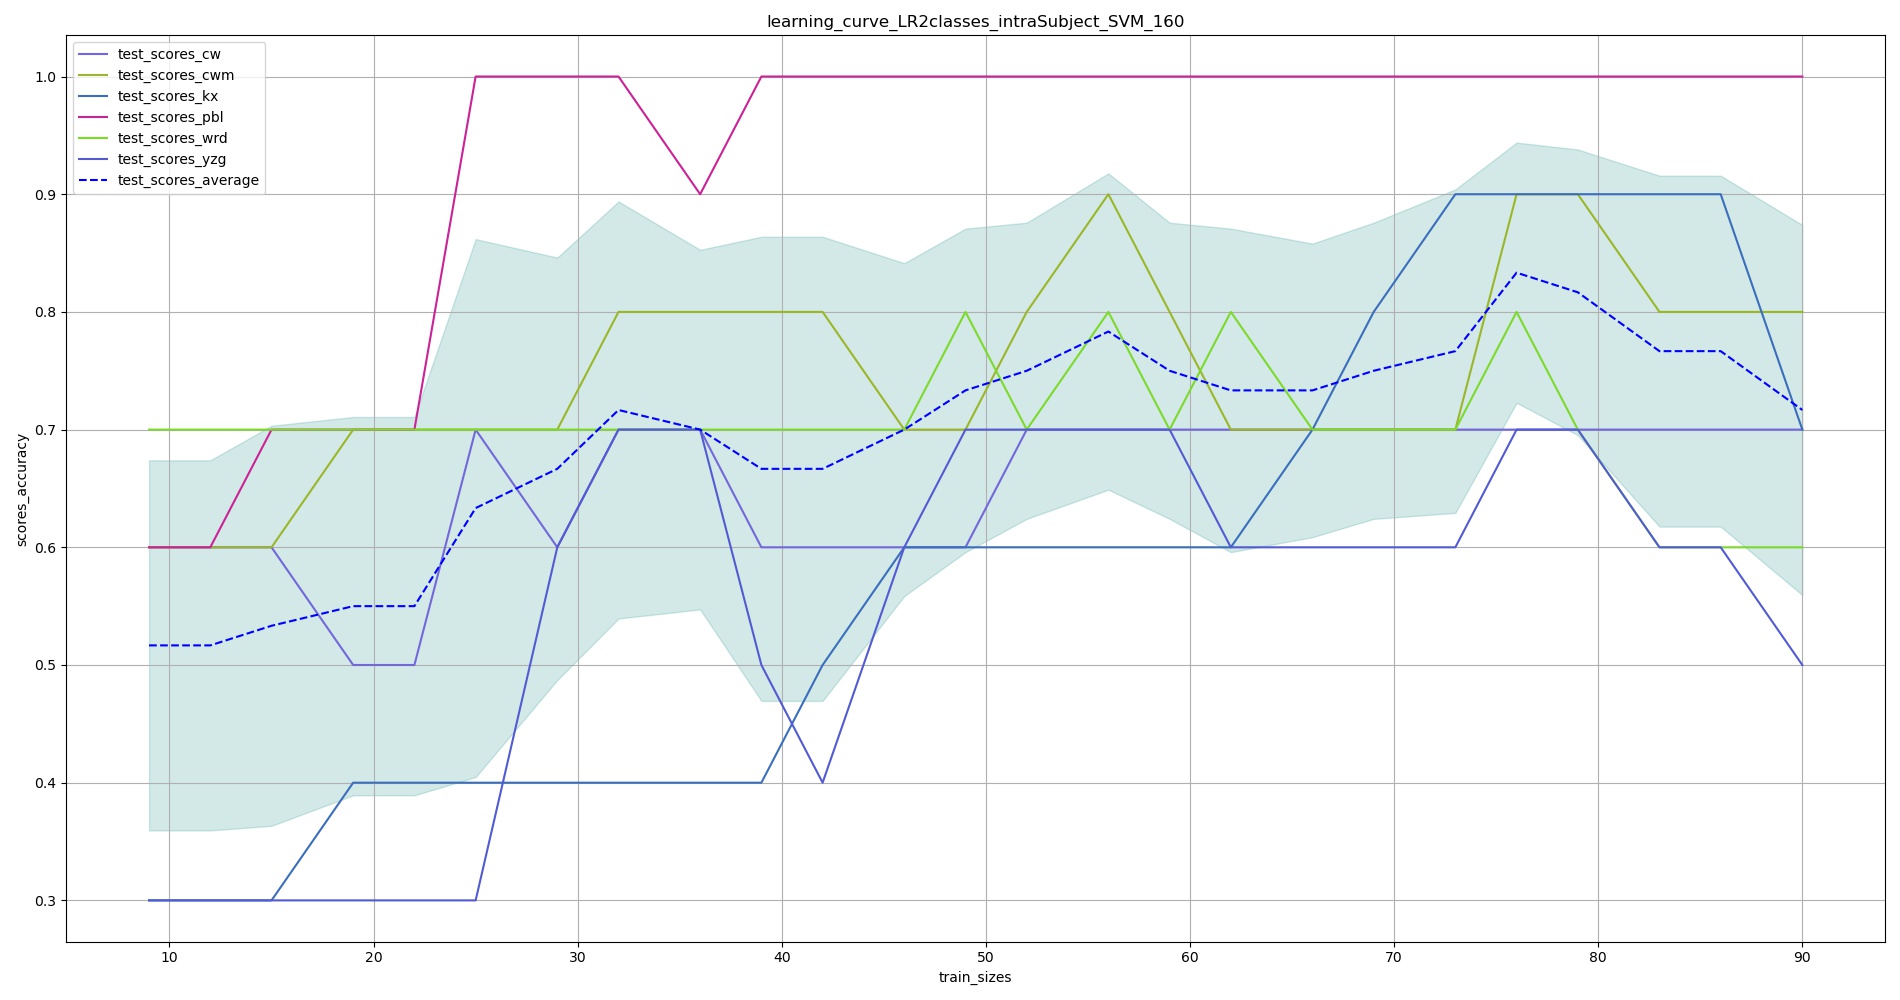 learning_curve_LR2classes_intraSubject_SVM_160
test_scores_cw
test_scores_cwm
test_scores_kx
test_scores_pbl
test_scores_wrd
test_scores_yzg
test_scores_average
scores_accuracy
1.0
0.9
0.8
0.7
0.6
0.5
0.4
0.3
10 20 30 40 50 60 70 80 90
train_sizes